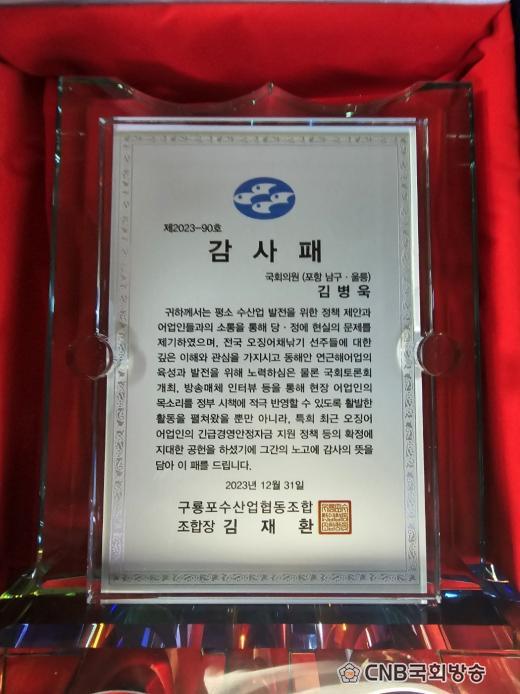 제2023-90호
감 사 패
국회의원 (포항 남구 · 울릉)
김 병 욱
귀하께서는 평소 수산업 발전을 위한 정책 제안과
어업인들과의 소통을 통해 당 · 정에 현실의 문제를
제기하였으며, 전국 오징어채낚기 선주들에 대한
깊은 이해와 관심을 가지시고 동해안 연근해어업의
육성과 발전을 위해 노력하심은 물론 국회토론회
개최, 방송매체 인터뷰 등을 통해 현장 어업인의
목소리를 정부 시책에 적극 반영할 수 있도록 활발한
활동을 펼쳐왔을 뿐만 아니라, 특희 최근 오징어
어업인의 긴급경영안정자금 지원 정책 등의 확정에
지대한 공헌을 하셨기에 그간의 노고에 감사의 뜻을
담아 이 패를 드립니다.
2023년 12월 31일
구룡포수산업협동조합
조합장 김 재 환
CNB국회방송